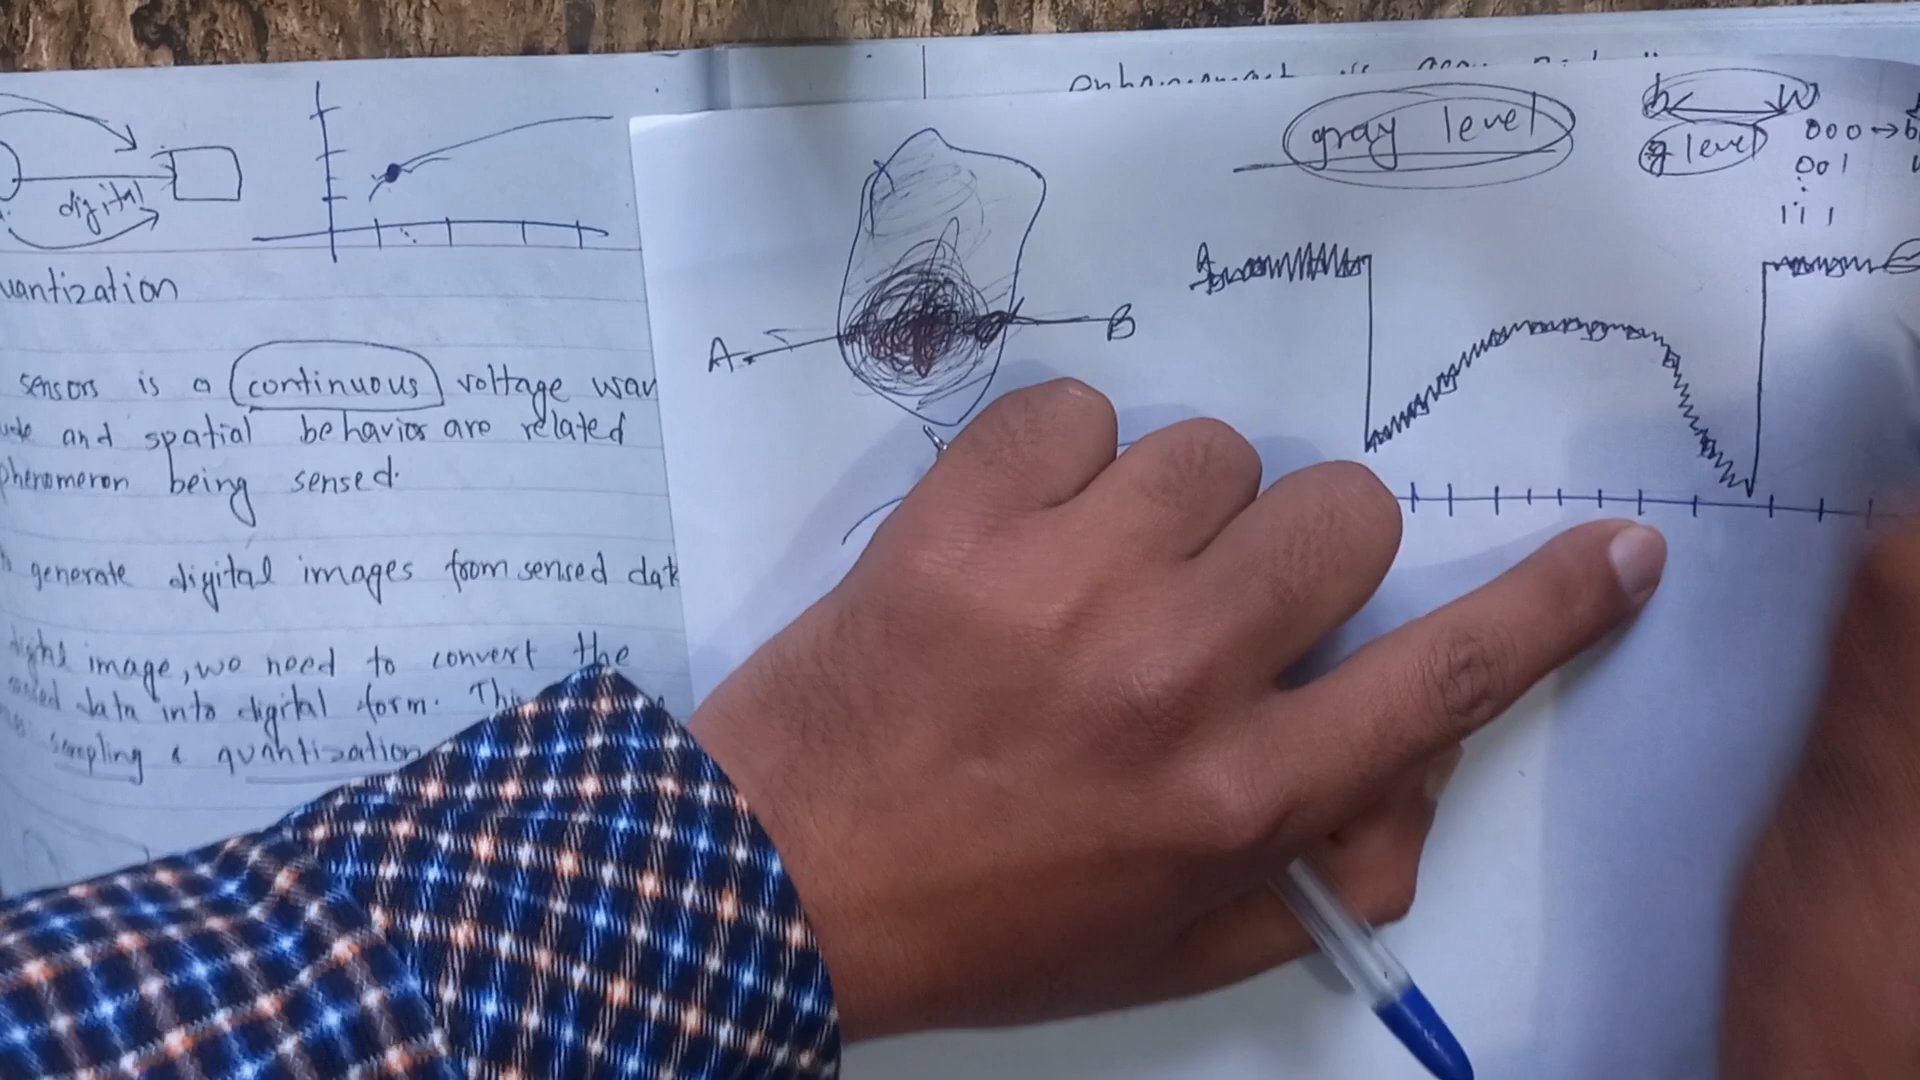 digital
uantization
sensors is a continuous voltage wav
and spatial behavior are related
phenomenon being sensed.
generate digital images from sensed dat
image, we need to convert the
data into digital form. Thi
sampling & quantization
A
B
gray level
b W
g level
000 → b
001
111